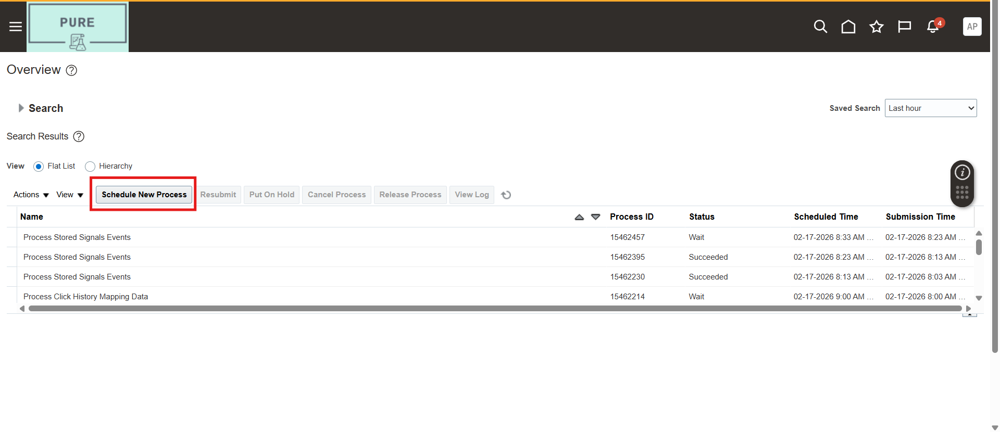 PURE
4
AP
Overview ?
Search
Saved Search Last hour
Search Results ?
View Flat List Hierarchy
i
Actions View Schedule New Process Resubmit Put On Hold Cancel Process Release Process View Log
Name Process ID Status Scheduled Time Submission Time
Process Stored Signals Events 15462457 Wait 02-17-2026 8:33 AM ... 02-17-2026 8:23 AM ...
Process Stored Signals Events 15462395 Succeeded 02-17-2026 8:23 AM ... 02-17-2026 8:13 AM ...
Process Stored Signals Events 15462230 Succeeded 02-17-2026 8:13 AM ... 02-17-2026 8:03 AM ...
Process Click History Mapping Data 15462214 Wait 02-17-2026 9:00 AM ... 02-17-2026 8:00 AM ...